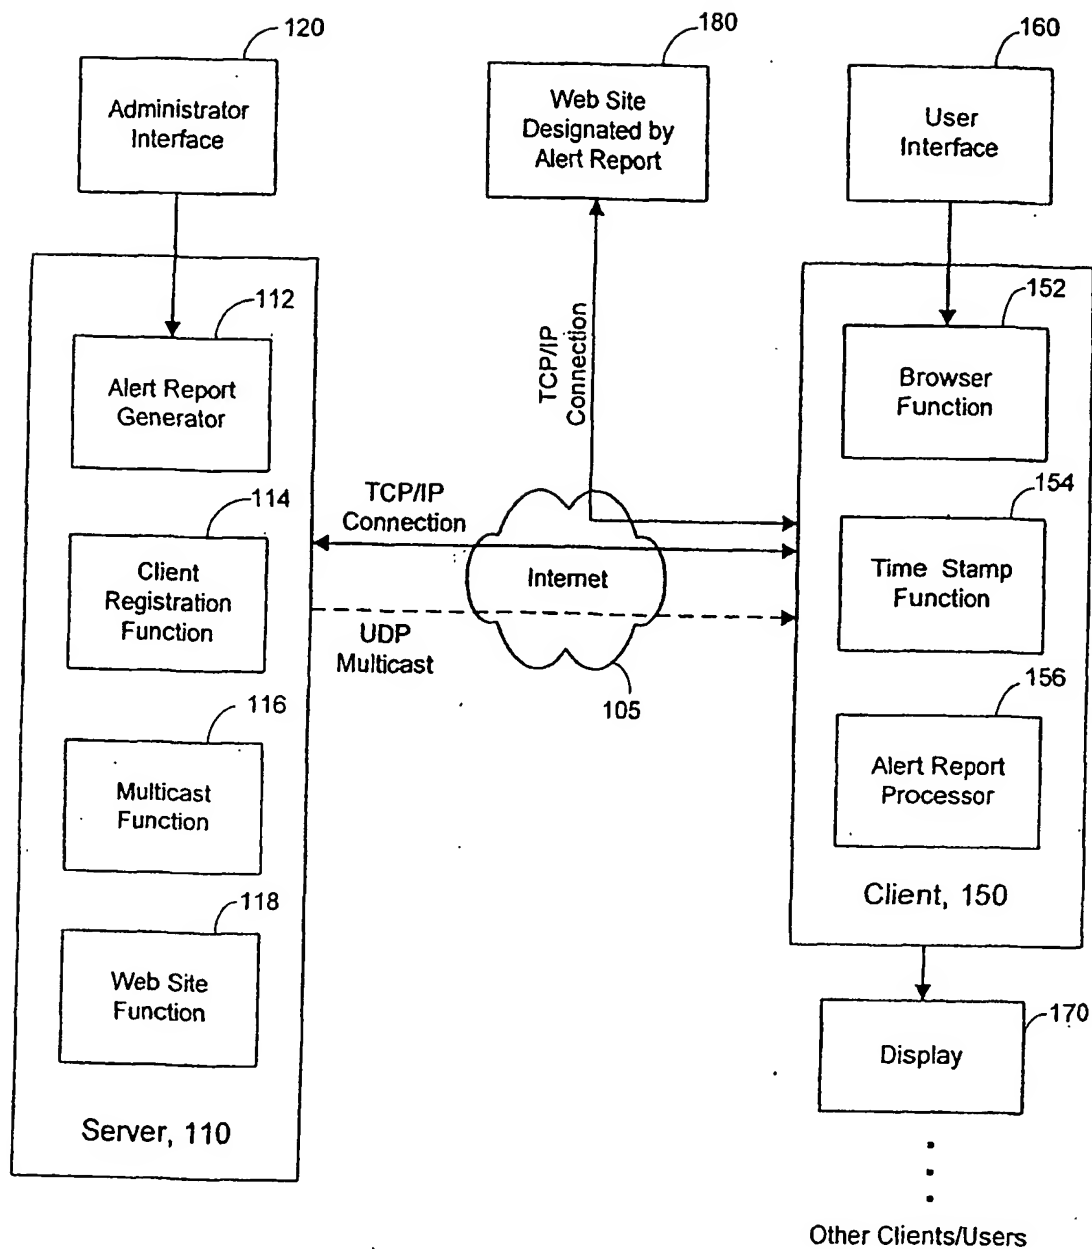 120
180
160
Administrator
Interface
Web Site
Designated by
Alert Report
User
Interface
112
Alert Report
Generator
TCP/IP
Connection
152
Browser
Function
114
Client
Registration
Function
TCP/IP
Connection
Internet
UDP
Multicast
105
154
Time Stamp
Function
116
Multicast
Function
156
Alert Report
Processor
118
Web Site
Function
Client, 150
Server, 110
170
Display
Other Clients/Users